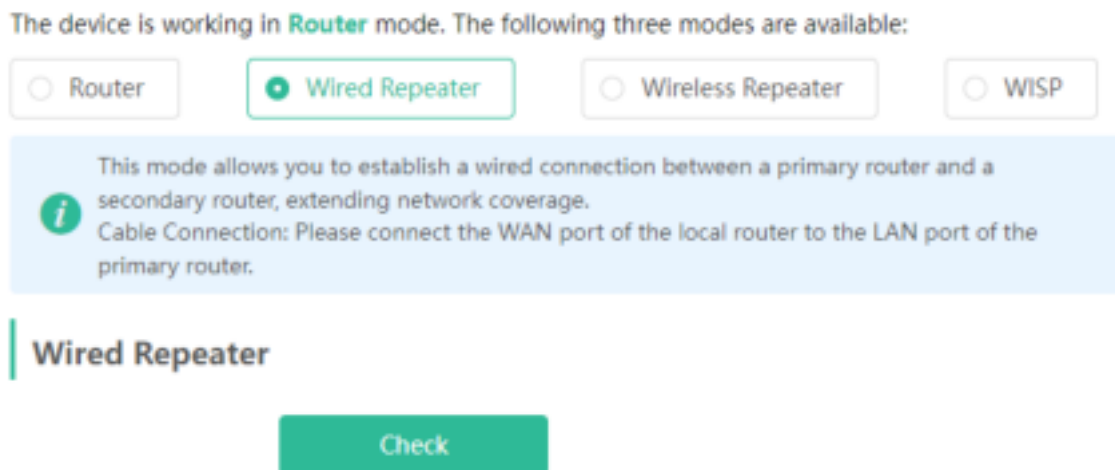 The device is working in Router mode. The following three modes are available:
Router
Wired Repeater
Wireless Repeater
WISP
This mode allows you to establish a wired connection between a primary router and a
secondary router, extending network coverage.
Cable Connection: Please connect the WAN port of the local router to the LAN port of the
primary router.
Wired Repeater
Check